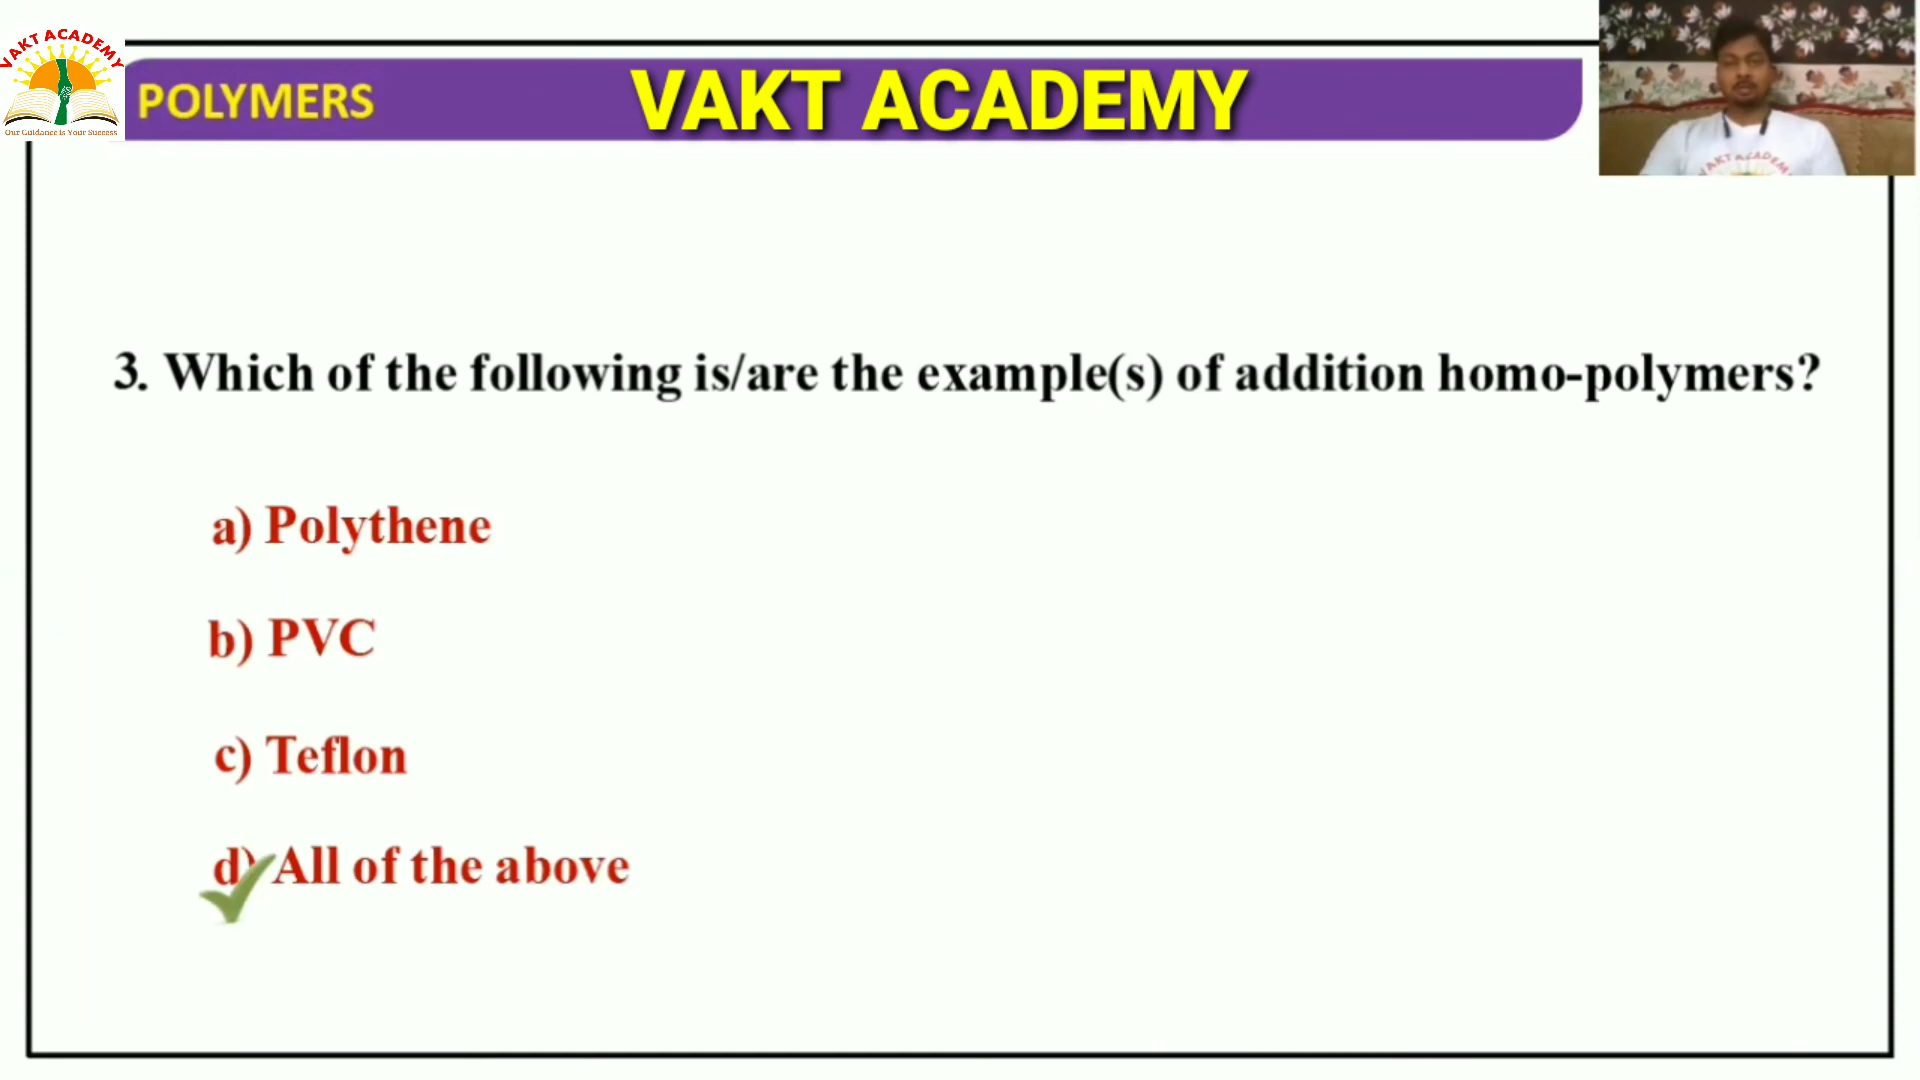 VAKT ACADEMY
Our Guidance is Your Success
POLYMERS
VAKT ACADEMY
3. Which of the following is/are the example(s) of addition homo-polymers?
a) Polythene
b) PVC
c) Teflon
d) All of the above